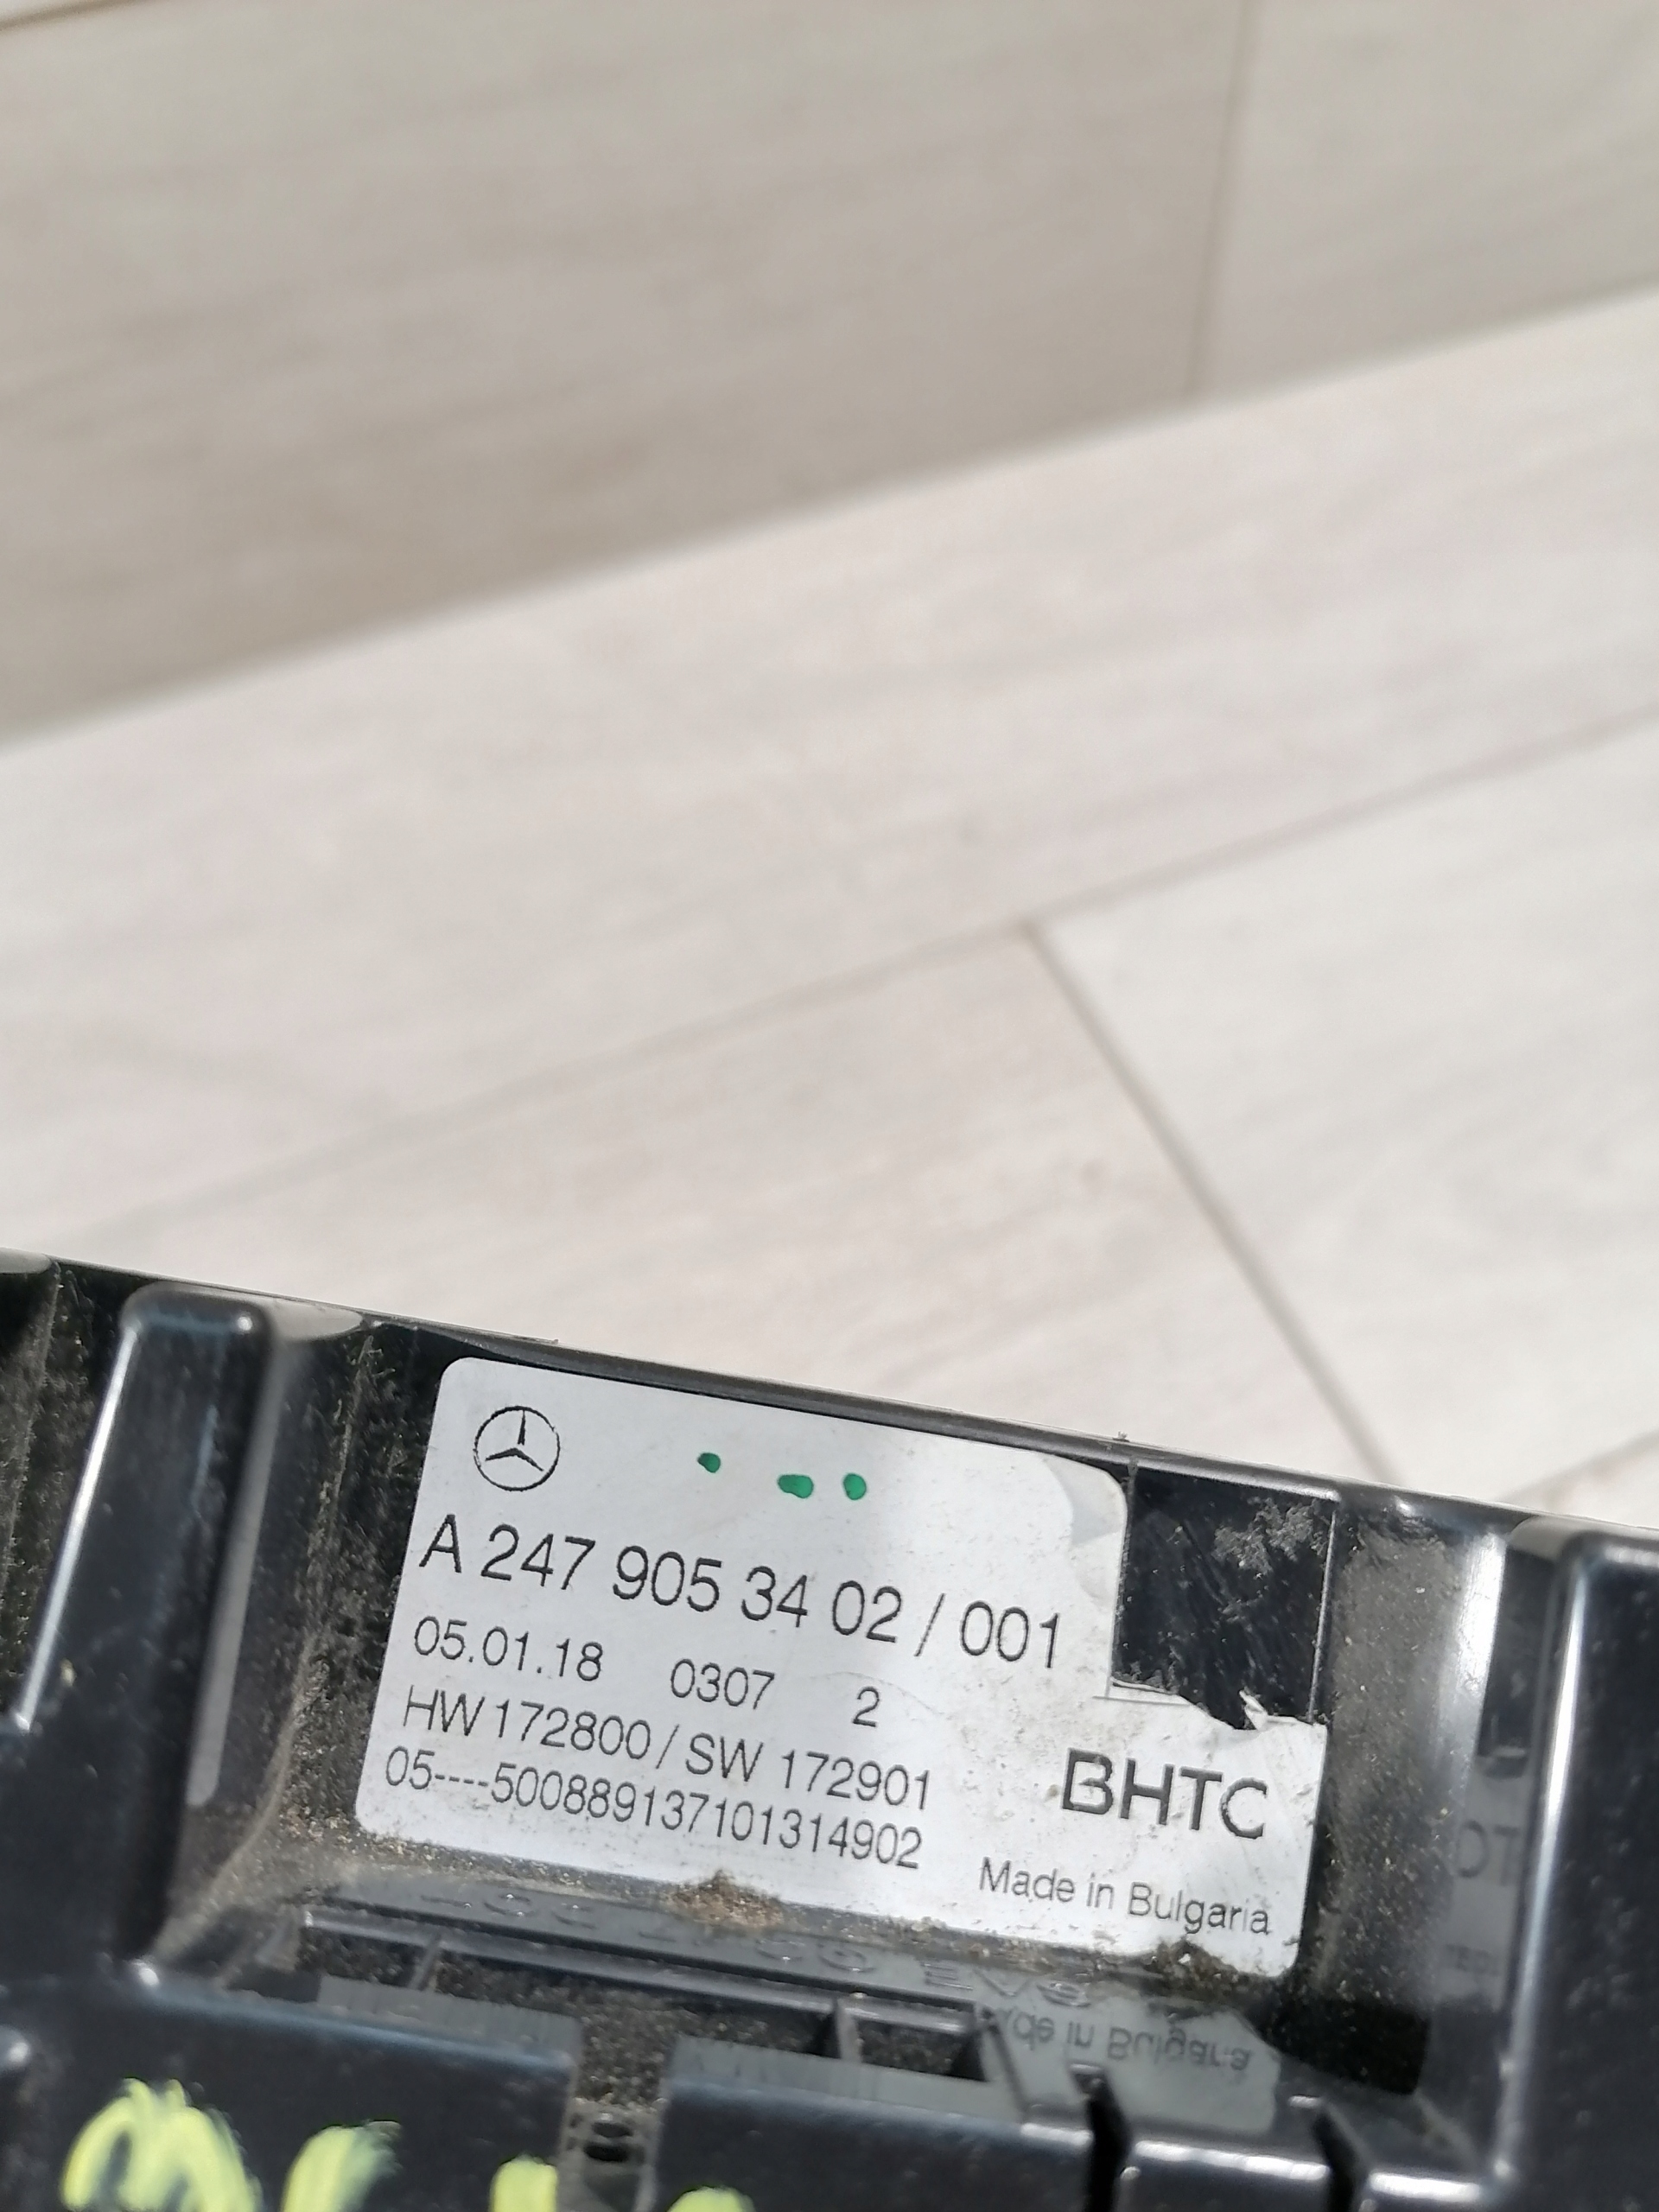 A 247 905 34 02 / 001
05.01.18 0307 2
HW 172800 / SW 172901
05----500889137101314902
BHTC
Made in Bulgaria